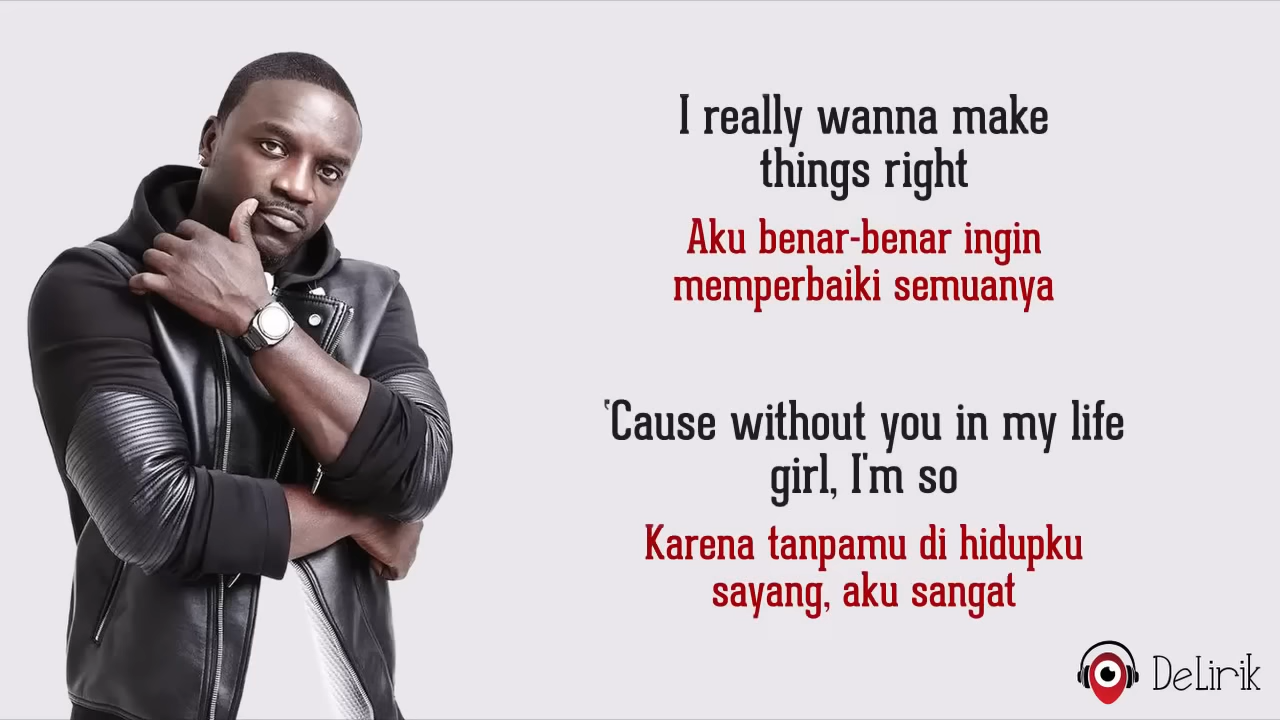 I really wanna make
things right
Aku benar-benar ingin
memperbaiki semuanya
'Cause without you in my life
girl, I'm so
Karena tanpamu di hidupku
sayang, aku sangat
DeLirik